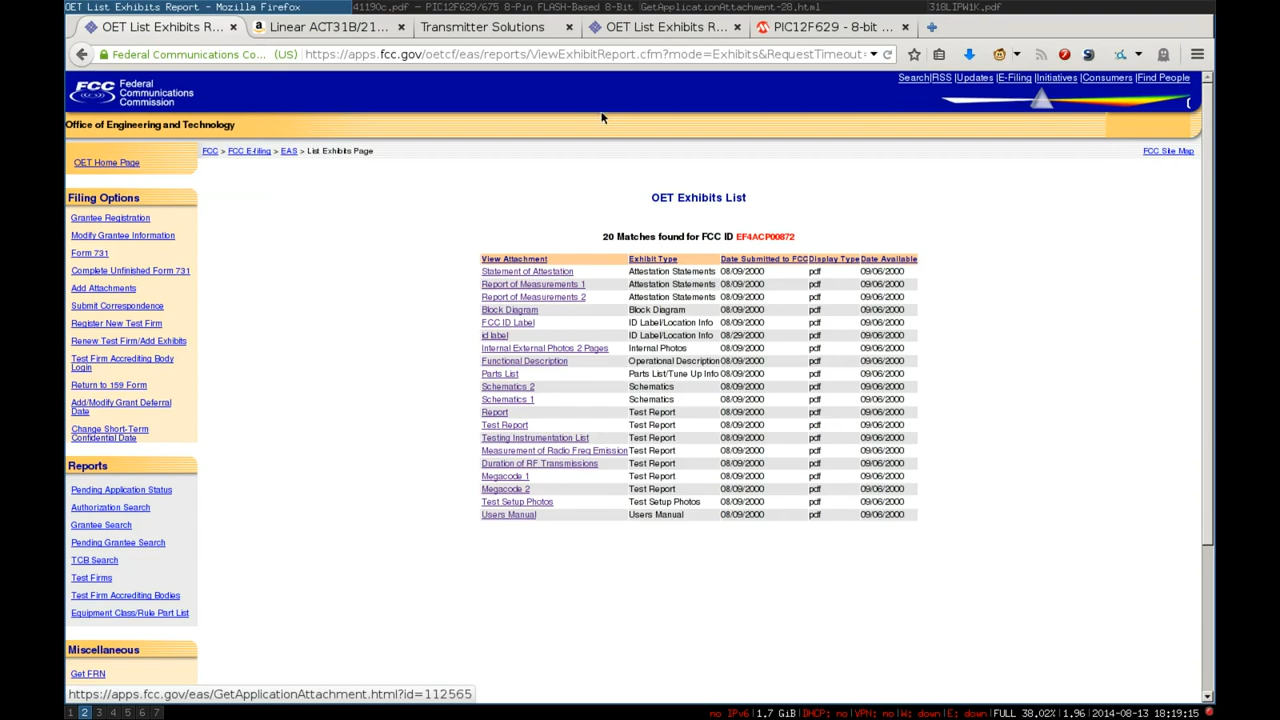 OET List Exhibits Report - Mozilla Firefox
41190c.pdf - PIC12F629/675 8-Pin FLASH-Based 8-Bit
GetApplicationAttachment-28.html
318LIPW1K.pdf
OET List Exhibits R...
Linear ACT31B/21...
Transmitter Solutions
OET List Exhibits R...
PIC12F629 - 8-bit ...
Federal Communications Co... (US)
https://apps.fcc.gov/oetcf/eas/reports/ViewExhibitReport.cfm?mode=Exhibits&RequestTimeout=
FCC Federal Communications Commission
Search|RSS |Updates |E-Filing |Initiatives |Consumers |Find People
Office of Engineering and Technology
FCC > FCC E-filing > EAS > List Exhibits Page
FCC Site Map
OET Home Page
Filing Options
Grantee Registration
Modify Grantee Information
Form 731
Complete Unfinished Form 731
Add Attachments
Submit Correspondence
Register New Test Firm
Renew Test Firm/Add Exhibits
Test Firm Accrediting Body
Login
Return to 159 Form
Add/Modify Grant Deferral
Date
Change Short-Term
Confidential Date
Reports
Pending Application Status
Authorization Search
Grantee Search
Pending Grantee Search
TCB Search
Test Firms
Test Firm Accrediting Bodies
Equipment Class/Rule Part List
Miscellaneous
Get FRN
OET Exhibits List
20 Matches found for FCC ID EF4ACP00872
View Attachment Exhibit Type Date Submitted to FCC Display Type Date Available
Statement of Attestation Attestation Statements 08/09/2000 pdf 09/06/2000
Report of Measurements 1 Attestation Statements 08/09/2000 pdf 09/06/2000
Report of Measurements 2 Attestation Statements 08/09/2000 pdf 09/06/2000
Block Diagram Block Diagram 08/09/2000 pdf 09/06/2000
FCC ID Label ID Label/Location Info 08/09/2000 pdf 09/06/2000
id label ID Label/Location Info 08/29/2000 pdf 09/06/2000
Internal External Photos 2 Pages Internal Photos 08/09/2000 pdf 09/06/2000
Functional Description Operational Description 08/09/2000 pdf 09/06/2000
Parts List Parts List/Tune Up Info 08/09/2000 pdf 09/06/2000
Schematics 2 Schematics 08/09/2000 pdf 09/06/2000
Schematics 1 Schematics 08/09/2000 pdf 09/06/2000
Report Test Report 08/09/2000 pdf 09/06/2000
Test Report Test Report 08/09/2000 pdf 09/06/2000
Testing Instrumentation List Test Report 08/09/2000 pdf 09/06/2000
Measurement of Radio Freq Emission Test Report 08/09/2000 pdf 09/06/2000
Duration of RF Transmissions Test Report 08/09/2000 pdf 09/06/2000
Megacode 1 Test Report 08/09/2000 pdf 09/06/2000
Megacode 2 Test Report 08/09/2000 pdf 09/06/2000
Test Setup Photos Test Setup Photos 08/09/2000 pdf 09/06/2000
Users Manual Users Manual 08/09/2000 pdf 09/06/2000
https://apps.fcc.gov/eas/GetApplicationAttachment.html?id=112565
1 2 3 4 5 6 7
no IPv6|1.7 GiB|DHCP: no|VPN: no|W: down|E: down|FULL 38.02%|1.96|2014-08-13 19:19:15